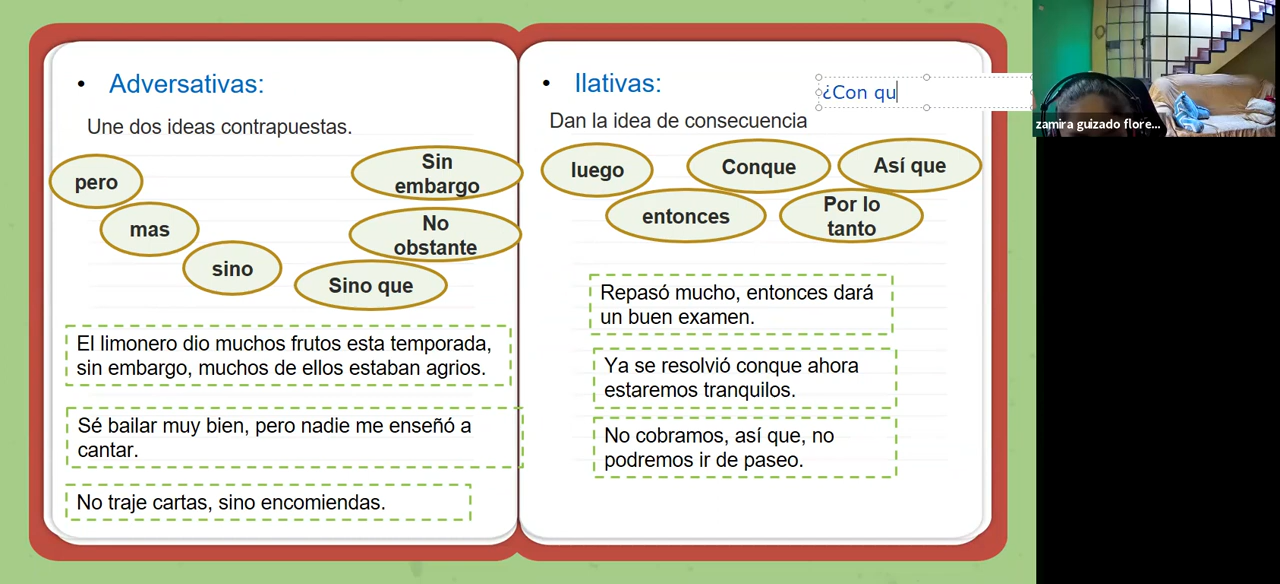 • Adversativas:
Une dos ideas contrapuestas.
pero
mas
sino
Sino que
Sin
embargo
No
obstante
El limonero dio muchos frutos esta temporada,
sin embargo, muchos de ellos estaban agrios.
Sé bailar muy bien, pero nadie me enseñó a
cantar.
No traje cartas, sino encomiendas.
• Ilativas:
¿Con qu
Dan la idea de consecuencia
luego
Conque
Así que
entonces
Por lo
tanto
Repasó mucho, entonces dará
un buen examen.
Ya se resolvió conque ahora
estaremos tranquilos.
No cobramos, así que, no
podremos ir de paseo.
zamira guizado flore...